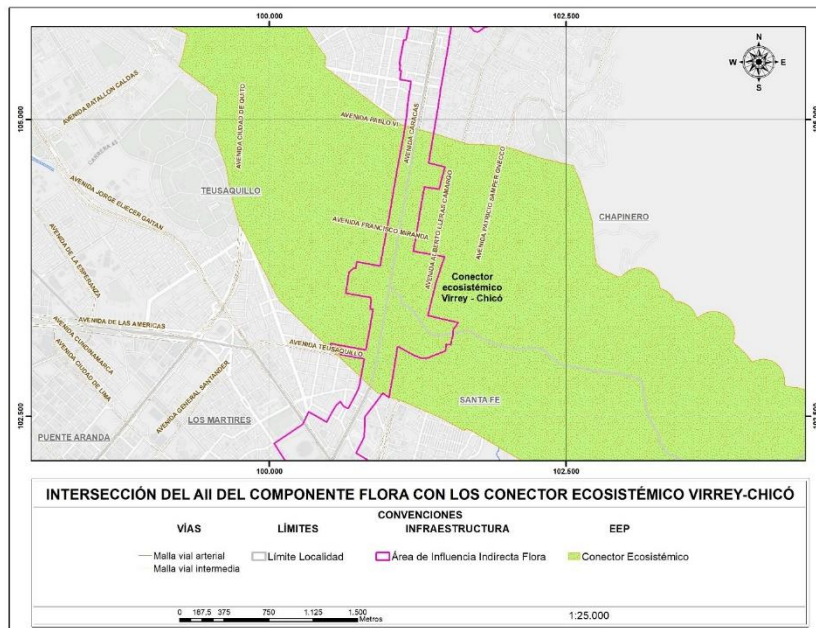 100.000 102.500
N
W E
S
105.000
AVENIDA BATALLON CALDAS
CARRERA 45
AVENIDA CIUDAD DE QUITO
AVENIDA PABLO VI
AVENIDA CARACAS
AVENIDA JORGE ELIECER GAITAN
TEUSAQUILLO
AVENIDA ALBERTO LLERAS CAMARGO
AVENIDA PATRICIO SAMPER GNECCO
CHAPINERO
AVENIDA FRANCISCO MIRANDA
AVENIDA DE LA ESPERANZA
Conector
ecosistémico
Virrey - Chicó
AVENIDA DE LAS AMERICAS
AVENIDA CUNDINAMARCA
AVENIDA CIUDAD DE LIMA
AVENIDA TEUSAQUILLO
AVENIDA GENERAL SANTANDER
SANTA FE
LOS MARTIRES
PUENTE ARANDA
102.500
100.000 102.500
INTERSECCIÓN DEL AII DEL COMPONENTE FLORA CON LOS CONECTOR ECOSISTÉMICO VIRREY-CHICÓ
CONVENCIONES
VÍAS LÍMITES INFRAESTRUCTURA EEP
Malla vial arterial Límite Localidad Área de Influencia Indirecta Flora Conector Ecosistémico
Malla vial intermedia
0 187,5 375 750 1.125 1.500
Metros
1:25.000